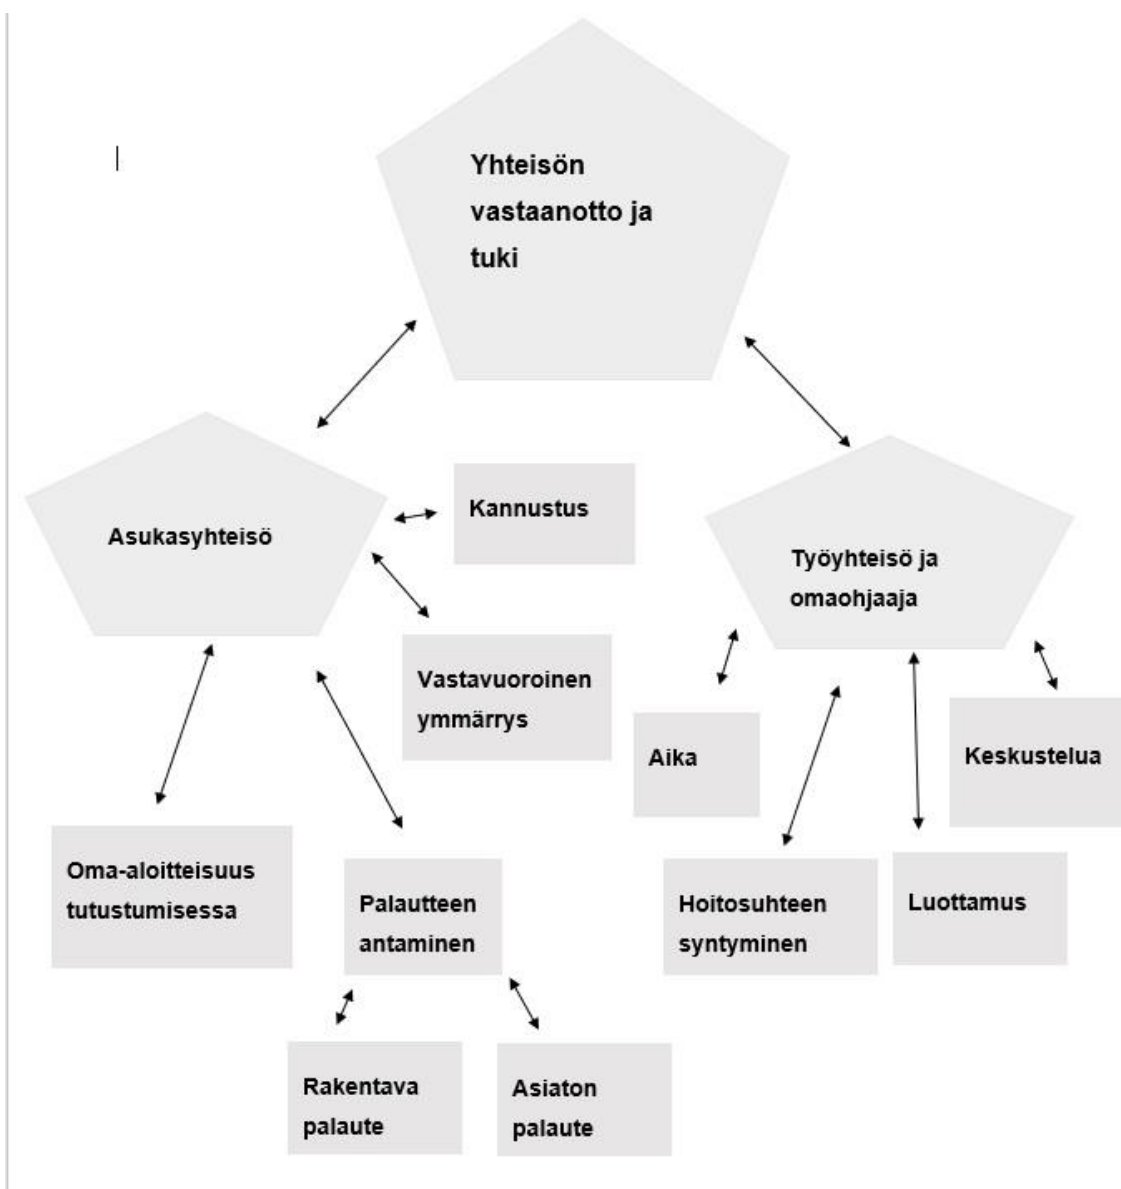 Yhteisön
vastaanotto ja
tuki
Asukasyhteisö
Kannustus
Vastavuoroinen
ymmärrys
Työyhteisö ja
omaohjaaja
Aika
Keskustelua
Oma-aloitteisuus
tutustumisessa
Palautteen
antaminen
Hoitosuhteen
syntyminen
Luottamus
Rakentava
palaute
Asiaton
palaute